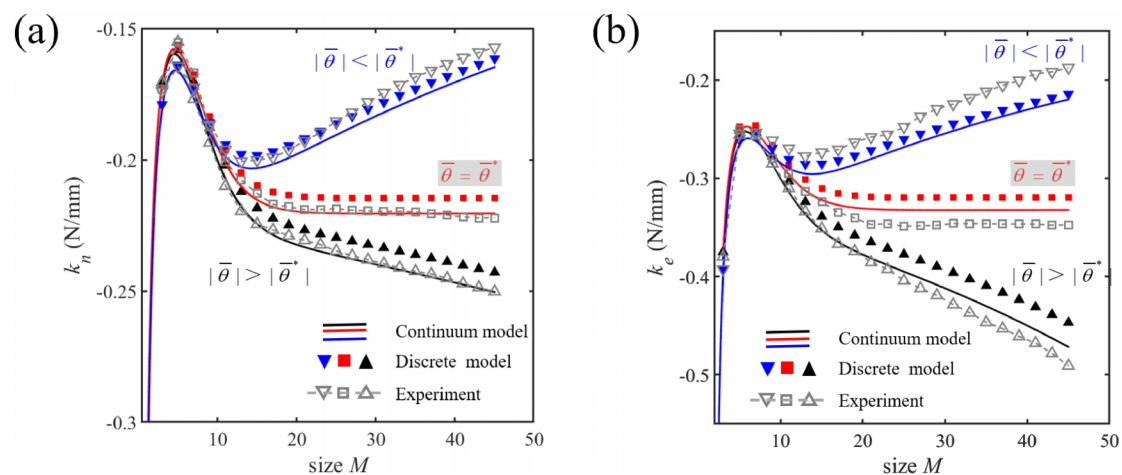 (a)
-0.15
-0.2
-0.25
-0.3
k_n (N/mm)
|θ̅| < |θ̅*|
θ̅ = θ̅*
|θ̅| > |θ̅*|
Continuum model
Discrete model
Experiment
10
20
30
40
50
size M
(b)
-0.2
-0.3
-0.4
-0.5
k_e (N/mm)
|θ̅| < |θ̅*|
θ̅ = θ̅*
|θ̅| > |θ̅*|
Continuum model
Discrete model
Experiment
10
20
30
40
50
size M